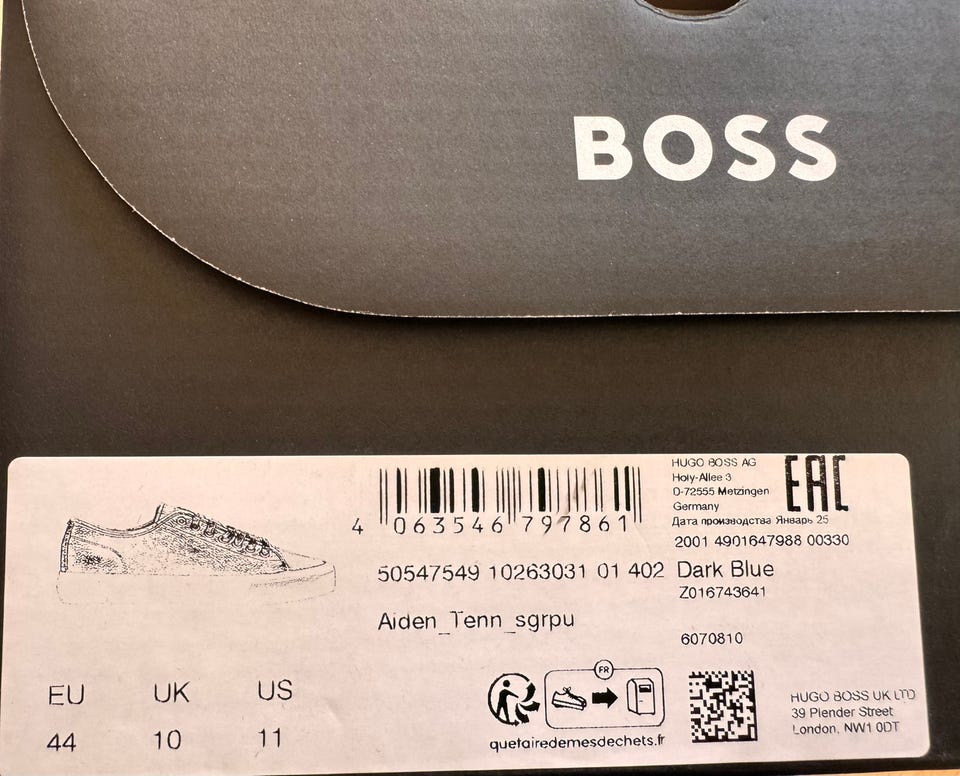 BOSS
4 063546 797861
HUGO BOSS AG
Holy-Allee 3
D-72555 Metzingen
Germany
Дата производства Январь 25
EAC
2001 4901647988 00330
50547549 10263031 01 402 Dark Blue
Z016743641
Aiden_Tenn_sgrpu
6070810
EU UK US
44 10 11
FR
quefairedemesdechets.fr
HUGO BOSS UK LTD
39 Plender Street
London, NW1 0DT